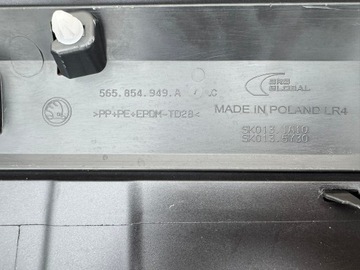 565.854.949.A C
SRG
GLOBAL
>PP+PE+EPDM-TD28<
MADE IN POLAND LR4